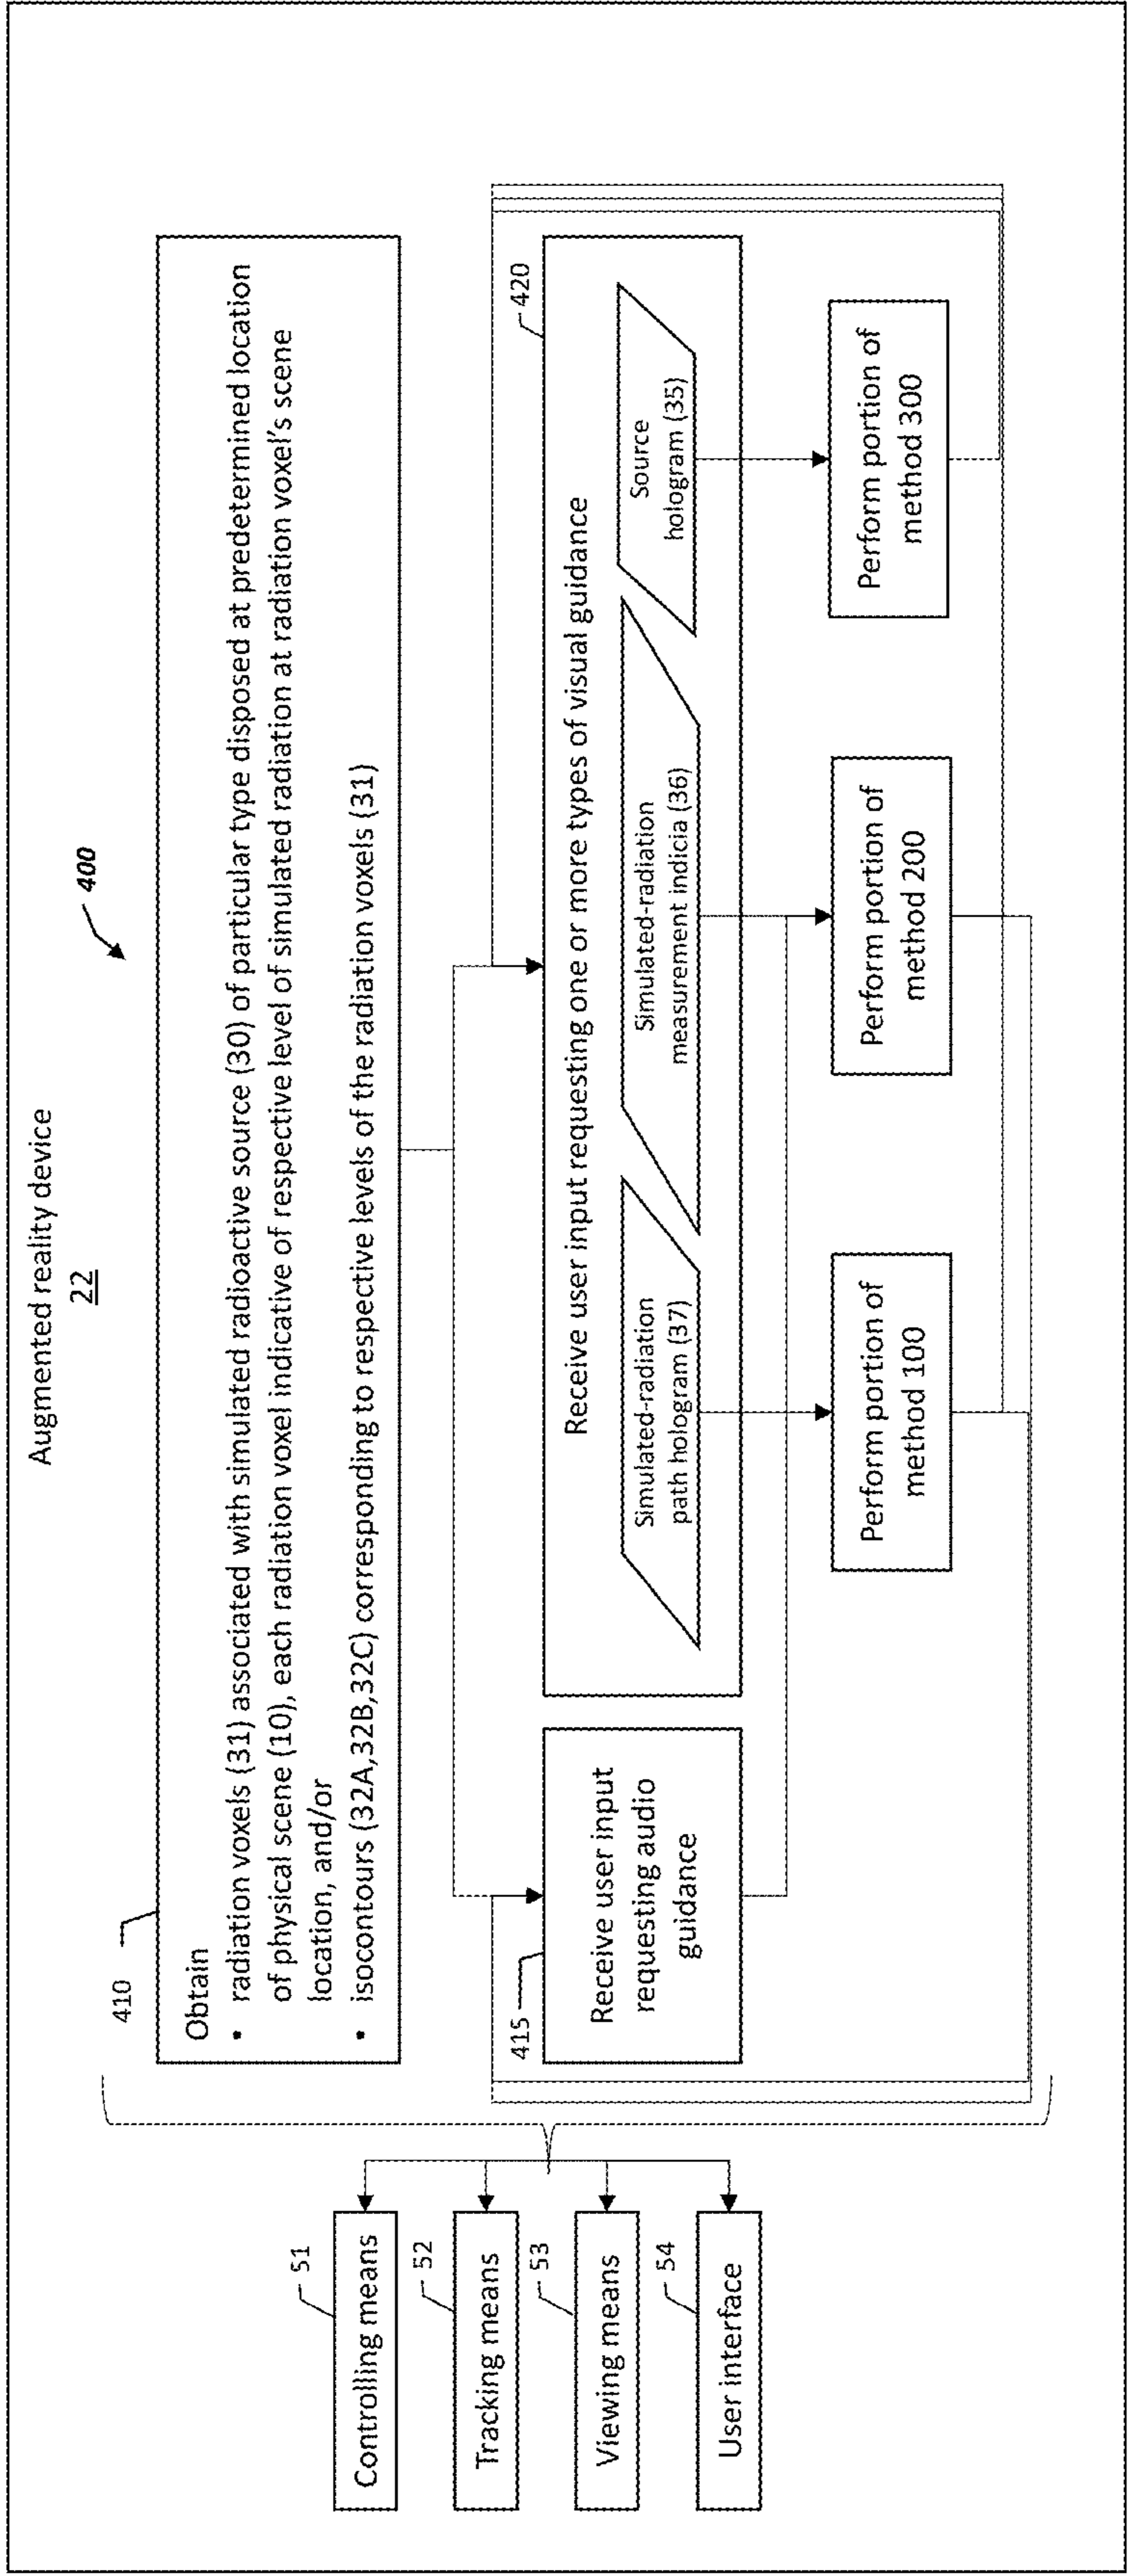 Augmented reality device
22
400
410
Obtain
• radiation voxels (31) associated with simulated radioactive source (30) of particular type disposed at predetermined location
of physical scene (10), each radiation voxel indicative of respective level of simulated radiation at radiation voxel's scene
location, and/or
• isocontours (32A,32B,32C) corresponding to respective levels of the radiation voxels (31)
415
Receive user input
requesting audio
guidance
420
Receive user input requesting one or more types of visual guidance
Simulated-radiation
path hologram (37)
Simulated-radiation
measurement indicia (36)
Source
hologram (35)
Perform portion of
method 100
Perform portion of
method 200
Perform portion of
method 300
51
Controlling means
52
Tracking means
53
Viewing means
54
User interface